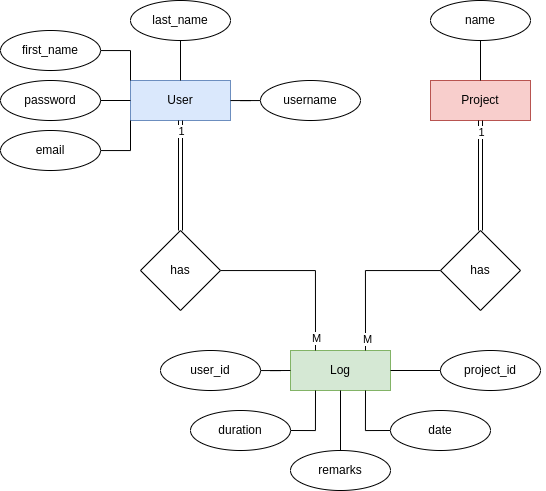 last_name
name
first_name
password
User
username
Project
email
1
1
has
has
M
M
user_id
Log
project_id
duration
date
remarks